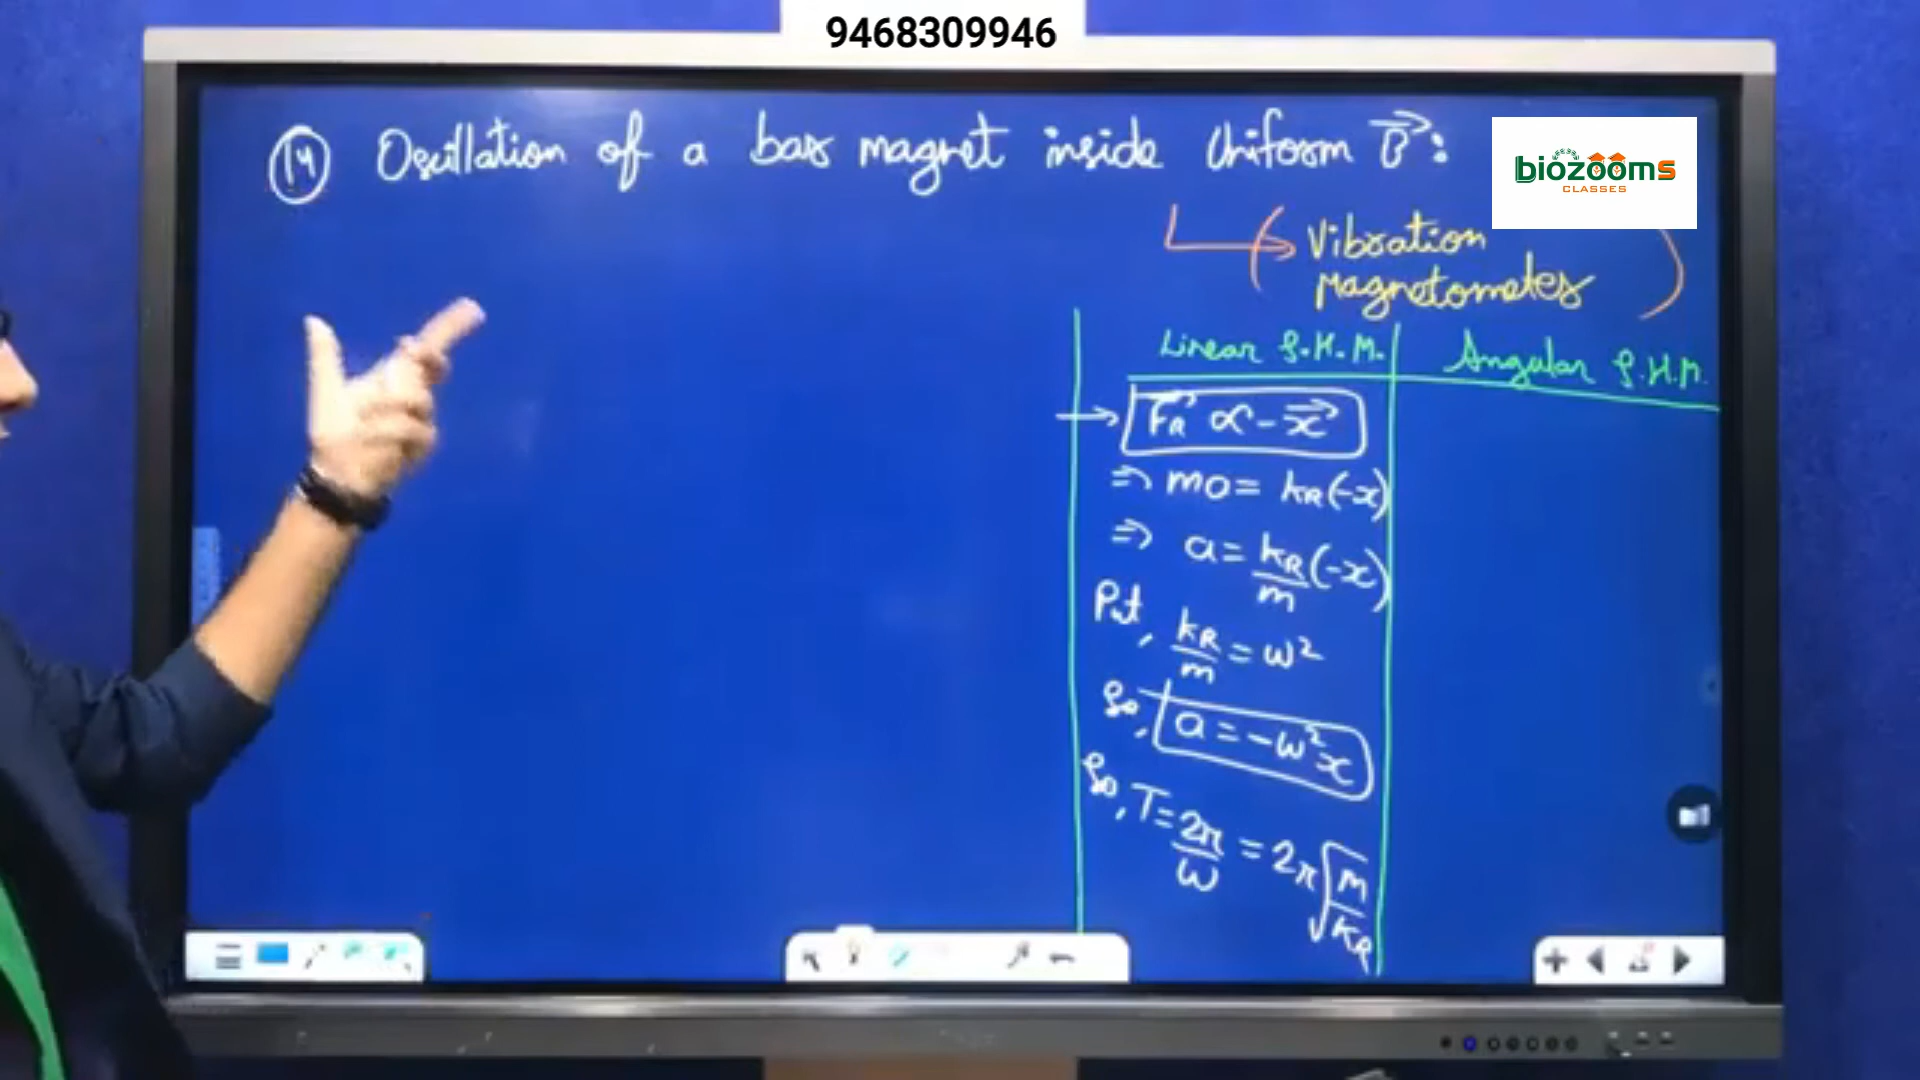 9468309946
14 Oscillation of a bar magnet inside Uniform B⃗ :
biozooms
CLASSES
Vibration
Magnetometer
Linear S.H.M.
Angular S.H.M.
F⃗R ∝ -x⃗
⇒ ma = kR(-x)
⇒ a = kR/m (-x)
Put, kR/m = ω²
So, a = -ω²x
So, T = 2π/ω = 2π√(m/kR)